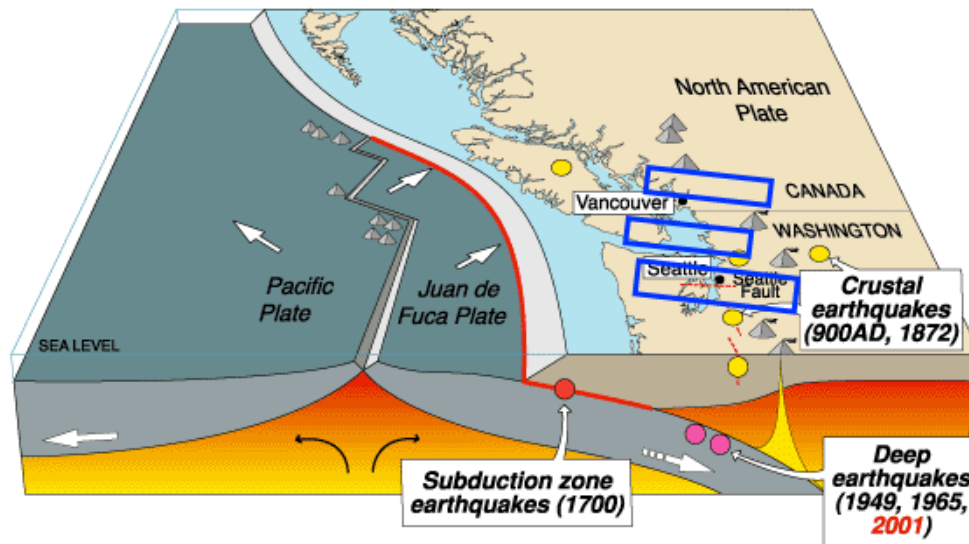 North American
Plate
CANADA
Vancouver
WASHINGTON
Seattle
Seattle
Fault
Crustal
earthquakes
(900AD, 1872)
Pacific
Plate
Juan de
Fuca Plate
SEA LEVEL
Subduction zone
earthquakes (1700)
Deep
earthquakes
(1949, 1965,
2001)